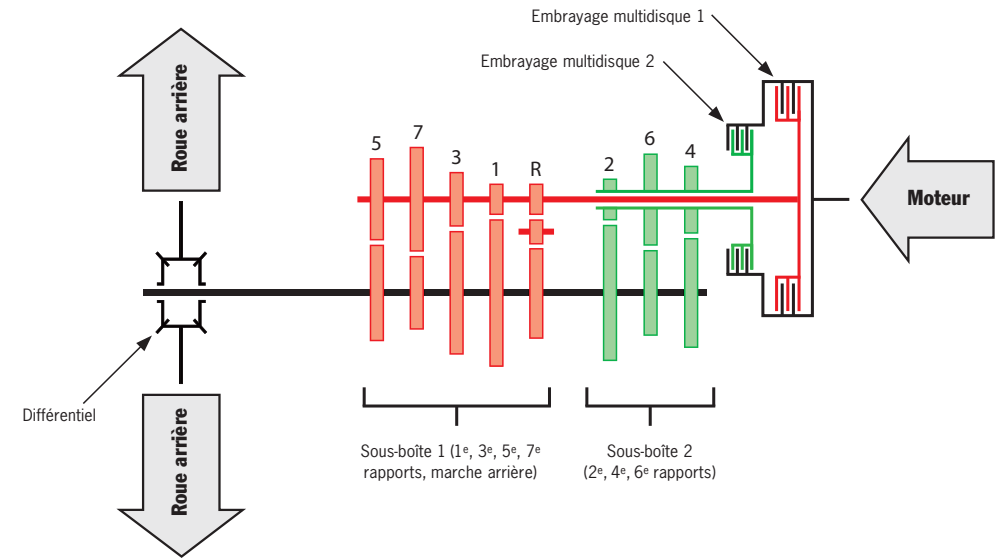 Embrayage multidisque 1
Embrayage multidisque 2
Roue arrière
5
7
3
1
R
2
6
4
Moteur
Différentiel
Roue arrière
Sous-boîte 1 (1ᵉ, 3ᵉ, 5ᵉ, 7ᵉ
rapports, marche arrière)
Sous-boîte 2
(2ᵉ, 4ᵉ, 6ᵉ rapports)